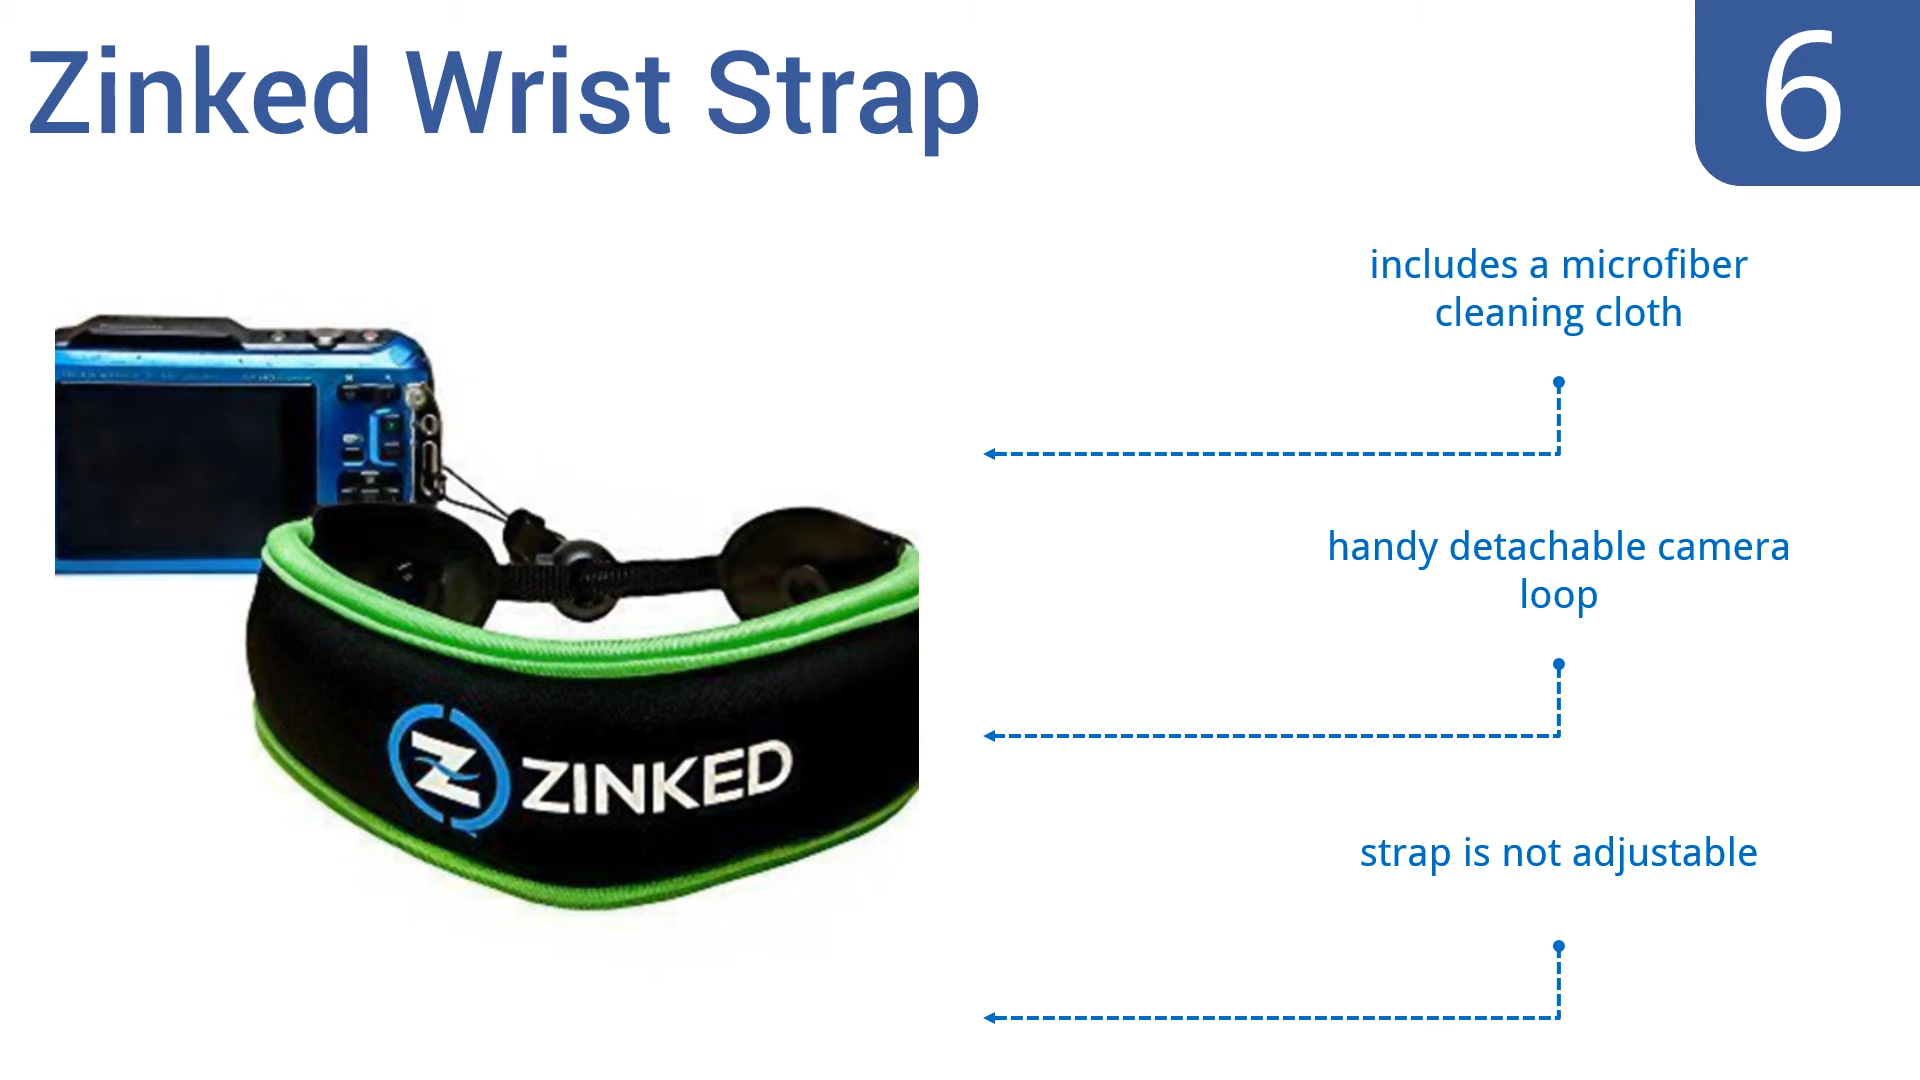 Zinked Wrist Strap
6
includes a microfiber
cleaning cloth
handy detachable camera
loop
strap is not adjustable
Z ZINKED